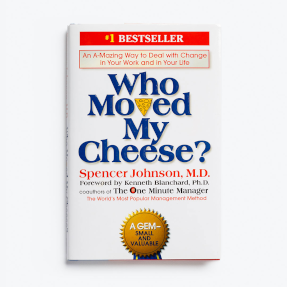 #1 BESTSELLER
An A-Mazing Way to Deal with Change
in Your Work and in Your Life
Who
Moved
My
Cheese?
Spencer Johnson, M.D.
Foreword by Kenneth Blanchard, Ph.D.
coauthors of The One Minute Manager
The World's Most Popular Management Method
A GEM–
SMALL
AND
VALUABLE